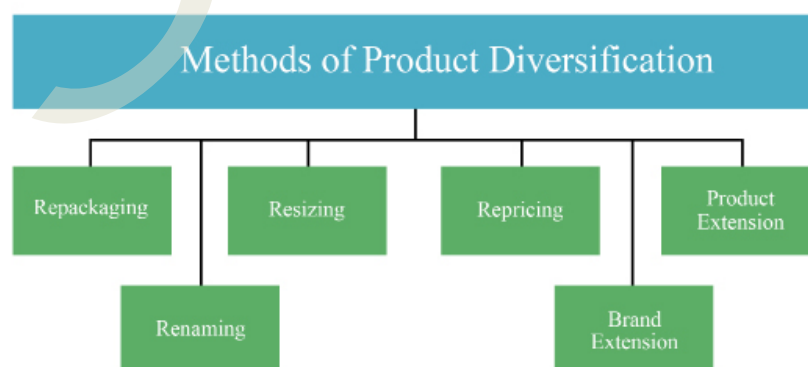 Methods of Product Diversification
Repackaging
Resizing
Repricing
Product
Extension
Renaming
Brand
Extension